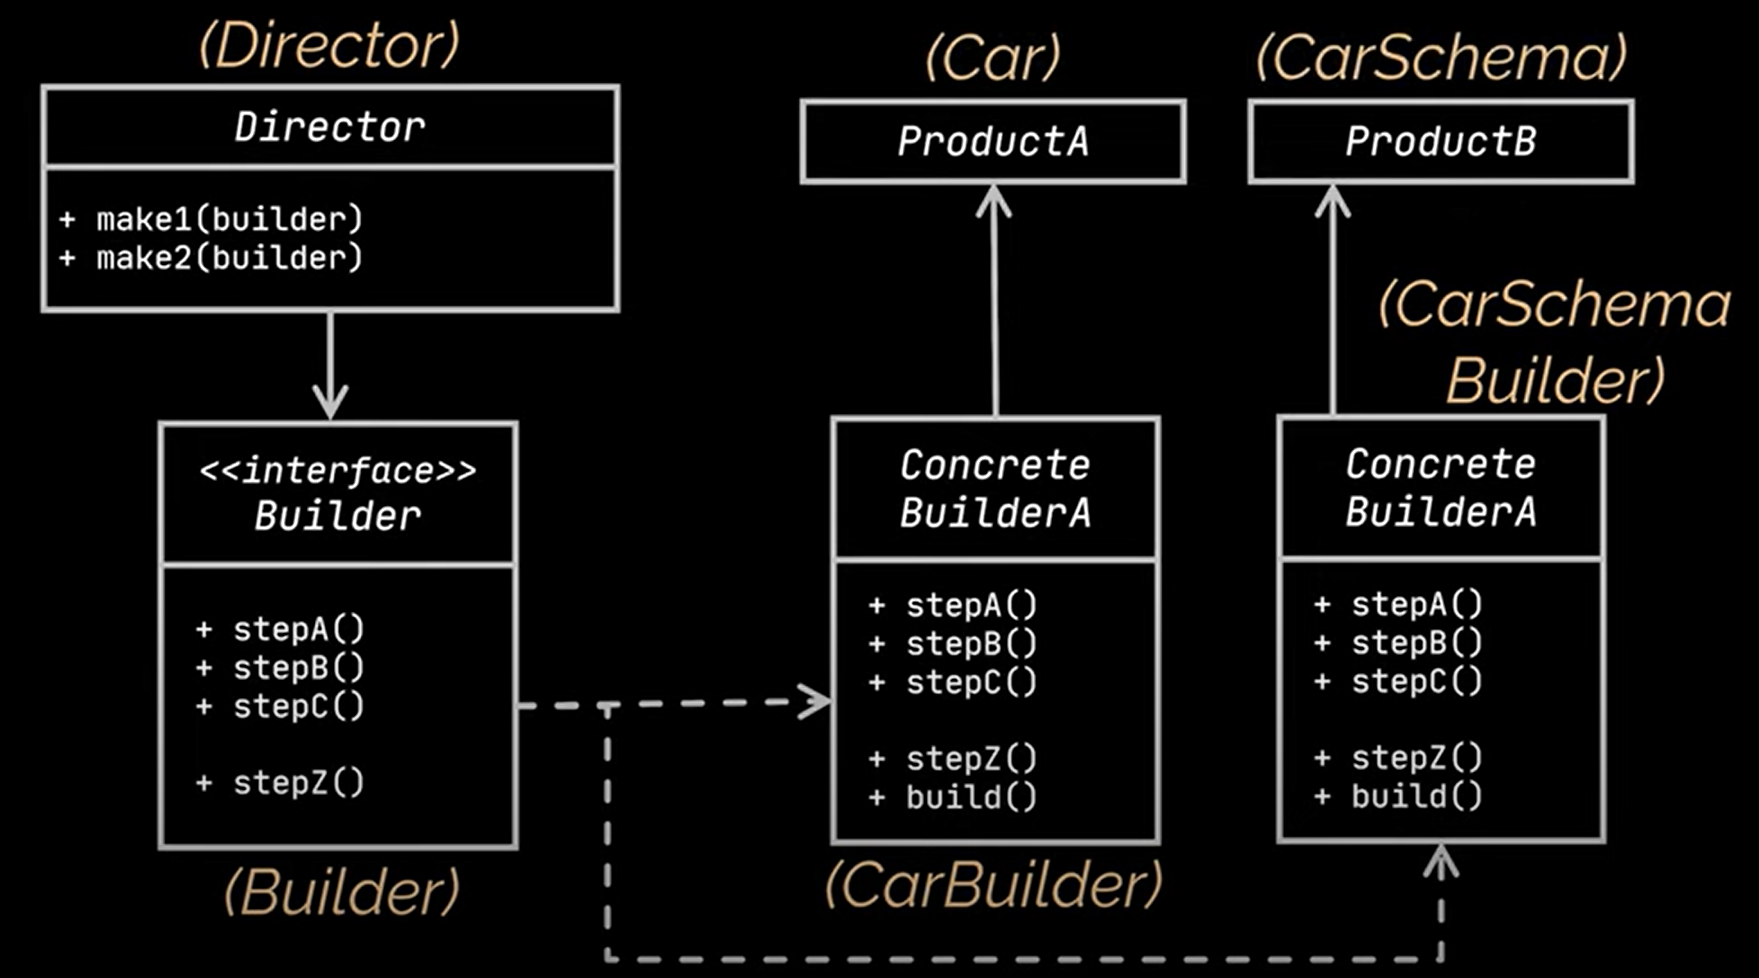 (Director)
Director
+ make1(builder)
+ make2(builder)
(Car)
ProductA
(CarSchema)
ProductB
(CarSchema
Builder)
<<interface>>
Builder
+ stepA()
+ stepB()
+ stepC()
+ stepZ()
(Builder)
Concrete
BuilderA
+ stepA()
+ stepB()
+ stepC()
+ stepZ()
+ build()
(CarBuilder)
Concrete
BuilderA
+ stepA()
+ stepB()
+ stepC()
+ stepZ()
+ build()